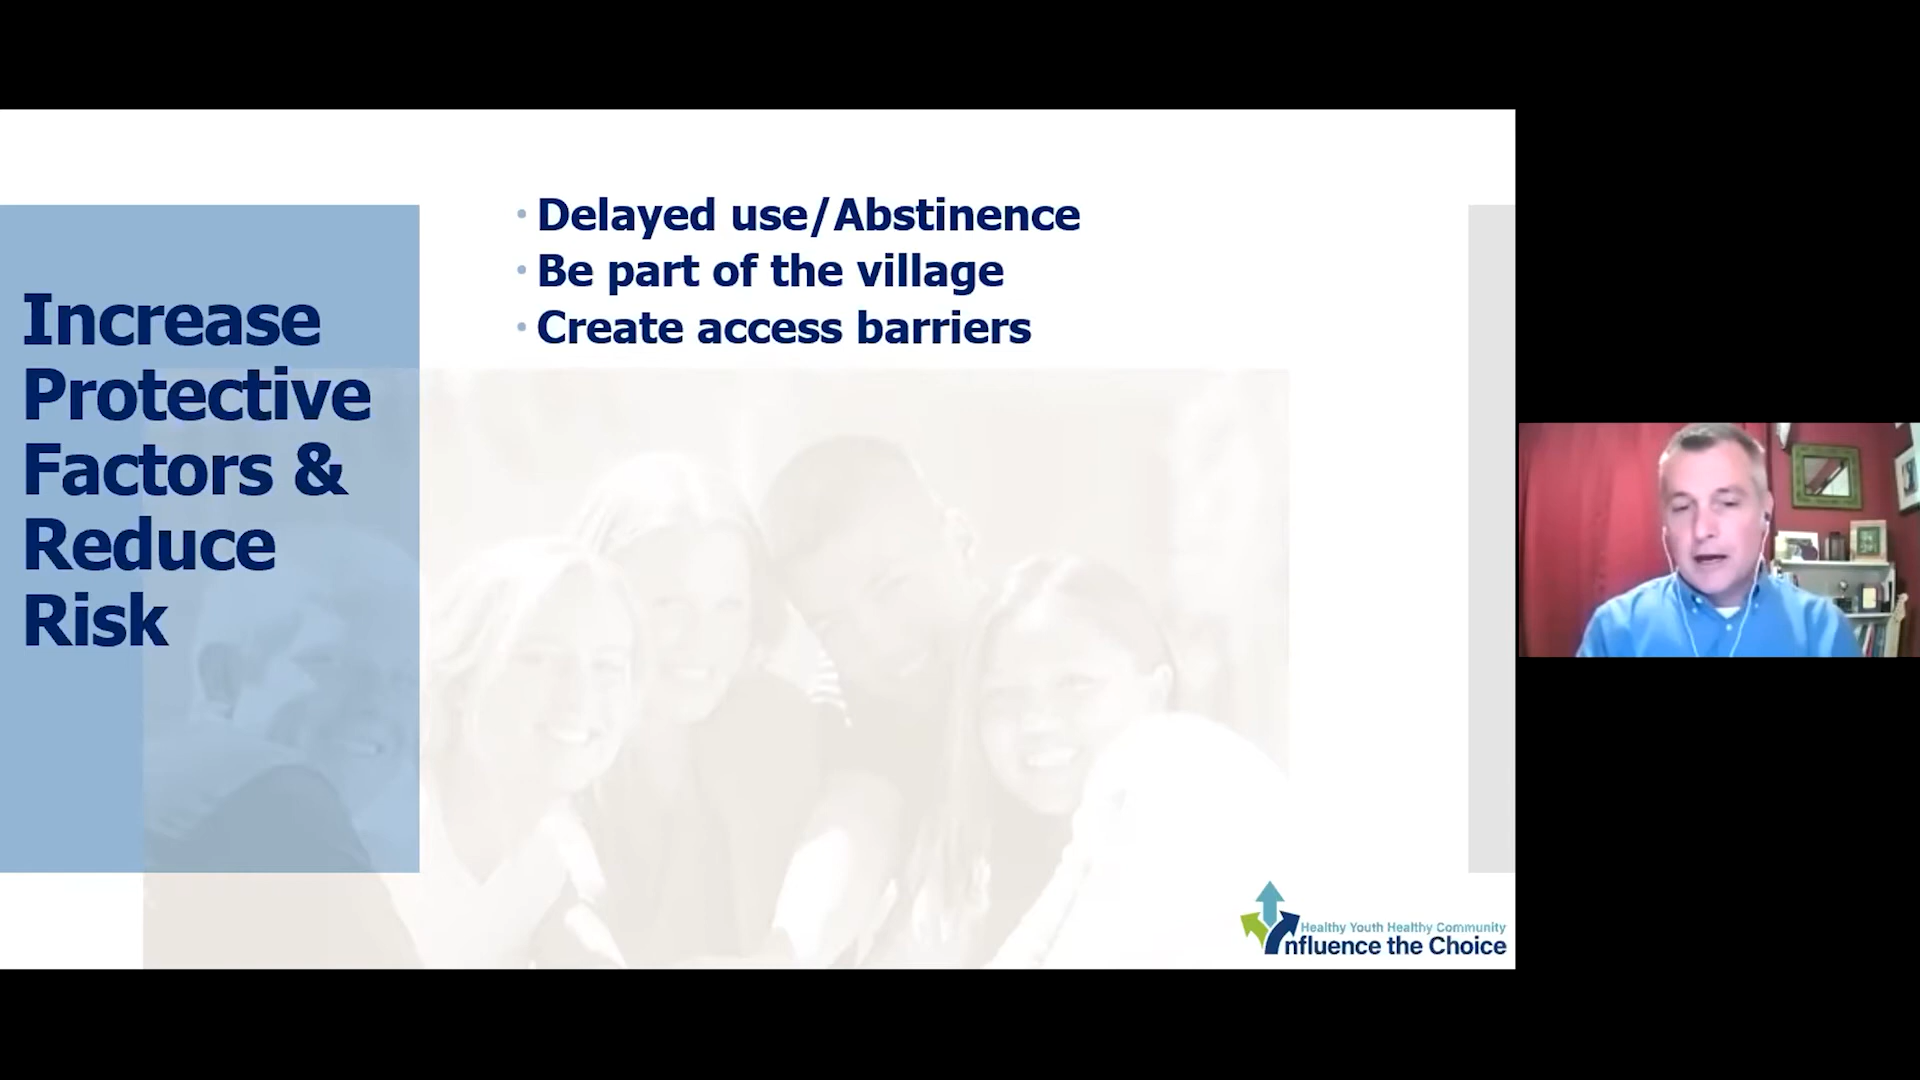 Increase
Protective
Factors &
Reduce
Risk
• Delayed use/Abstinence
• Be part of the village
• Create access barriers
Healthy Youth Healthy Community
nfluence the Choice